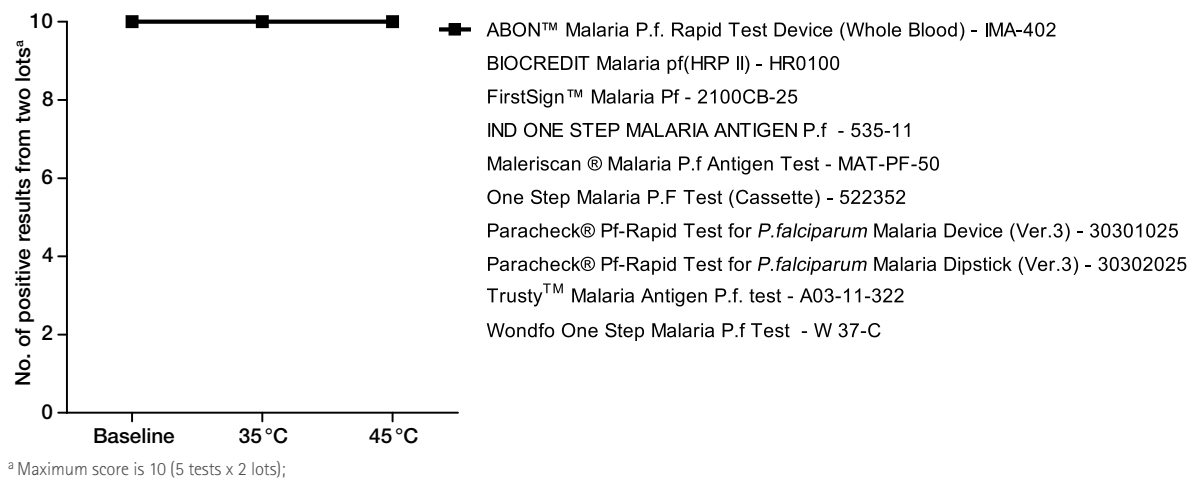 No. of positive results from two lotsª
10
8
6
4
2
0
Baseline
35°C
45°C
ABON™ Malaria P.f. Rapid Test Device (Whole Blood) - IMA-402
BIOCREDIT Malaria pf(HRP II) - HR0100
FirstSign™ Malaria Pf - 2100CB-25
IND ONE STEP MALARIA ANTIGEN P.f  - 535-11
Maleriscan ® Malaria P.f Antigen Test - MAT-PF-50
One Step Malaria P.F Test (Cassette) - 522352
Paracheck® Pf-Rapid Test for P.falciparum Malaria Device (Ver.3) - 30301025
Paracheck® Pf-Rapid Test for P.falciparum Malaria Dipstick (Ver.3) - 30302025
Trusty™ Malaria Antigen P.f. test - A03-11-322
Wondfo One Step Malaria P.f Test  - W 37-C
ª Maximum score is 10 (5 tests x 2 lots);